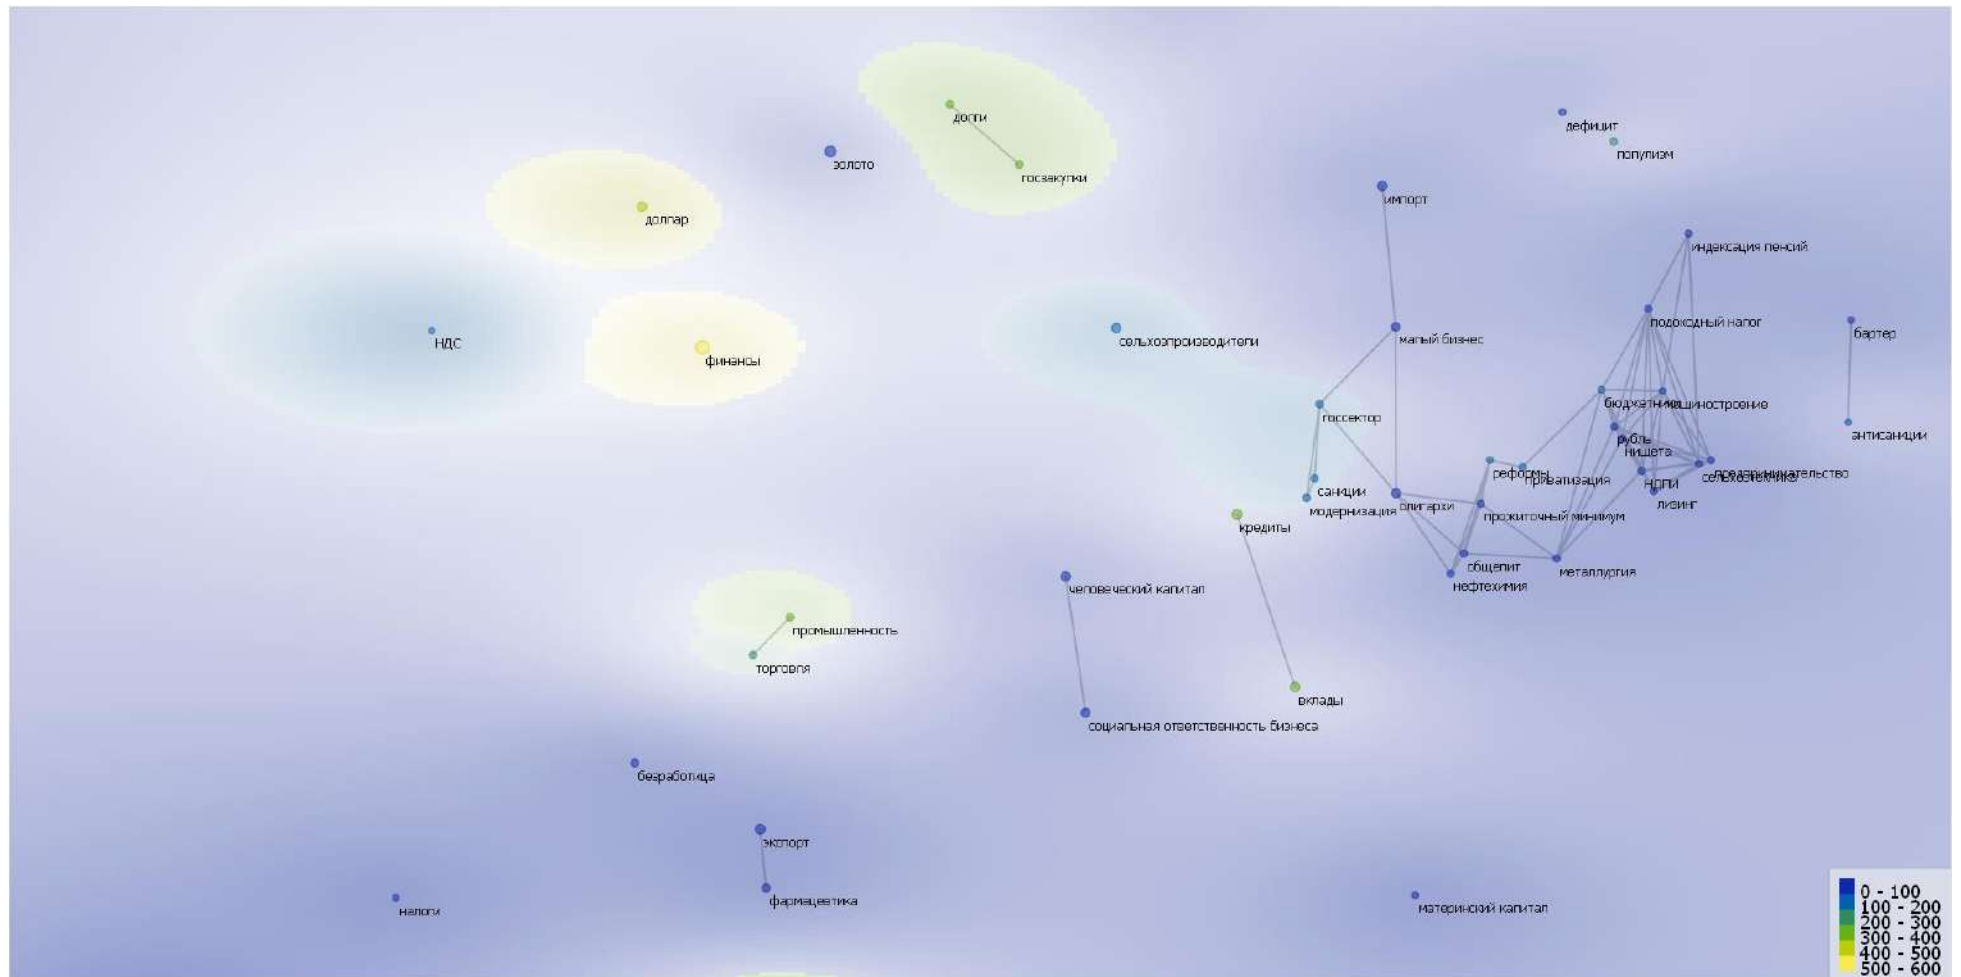 долги
дефицит
популизм
золото
госзакупки
импорт
доллар
индексация пенсий
подоходный налог
бартер
сельхозпроизводители
малый бизнес
НДС
финансы
бюджетники
машиностроение
госсектор
антисанкции
рубль
нищета
реформы
приватизация
предпринимательство
сельхозтехника
НДПИ
лизинг
санкции
модернизация
олигархи
прожиточный минимум
кредиты
общепит
металлургия
нефтехимия
человеческий капитал
промышленность
торговля
вклады
социальная ответственность бизнеса
безработица
экспорт
фармацевтика
налоги
материнский капитал
0 - 100
100 - 200
200 - 300
300 - 400
400 - 500
500 - 600